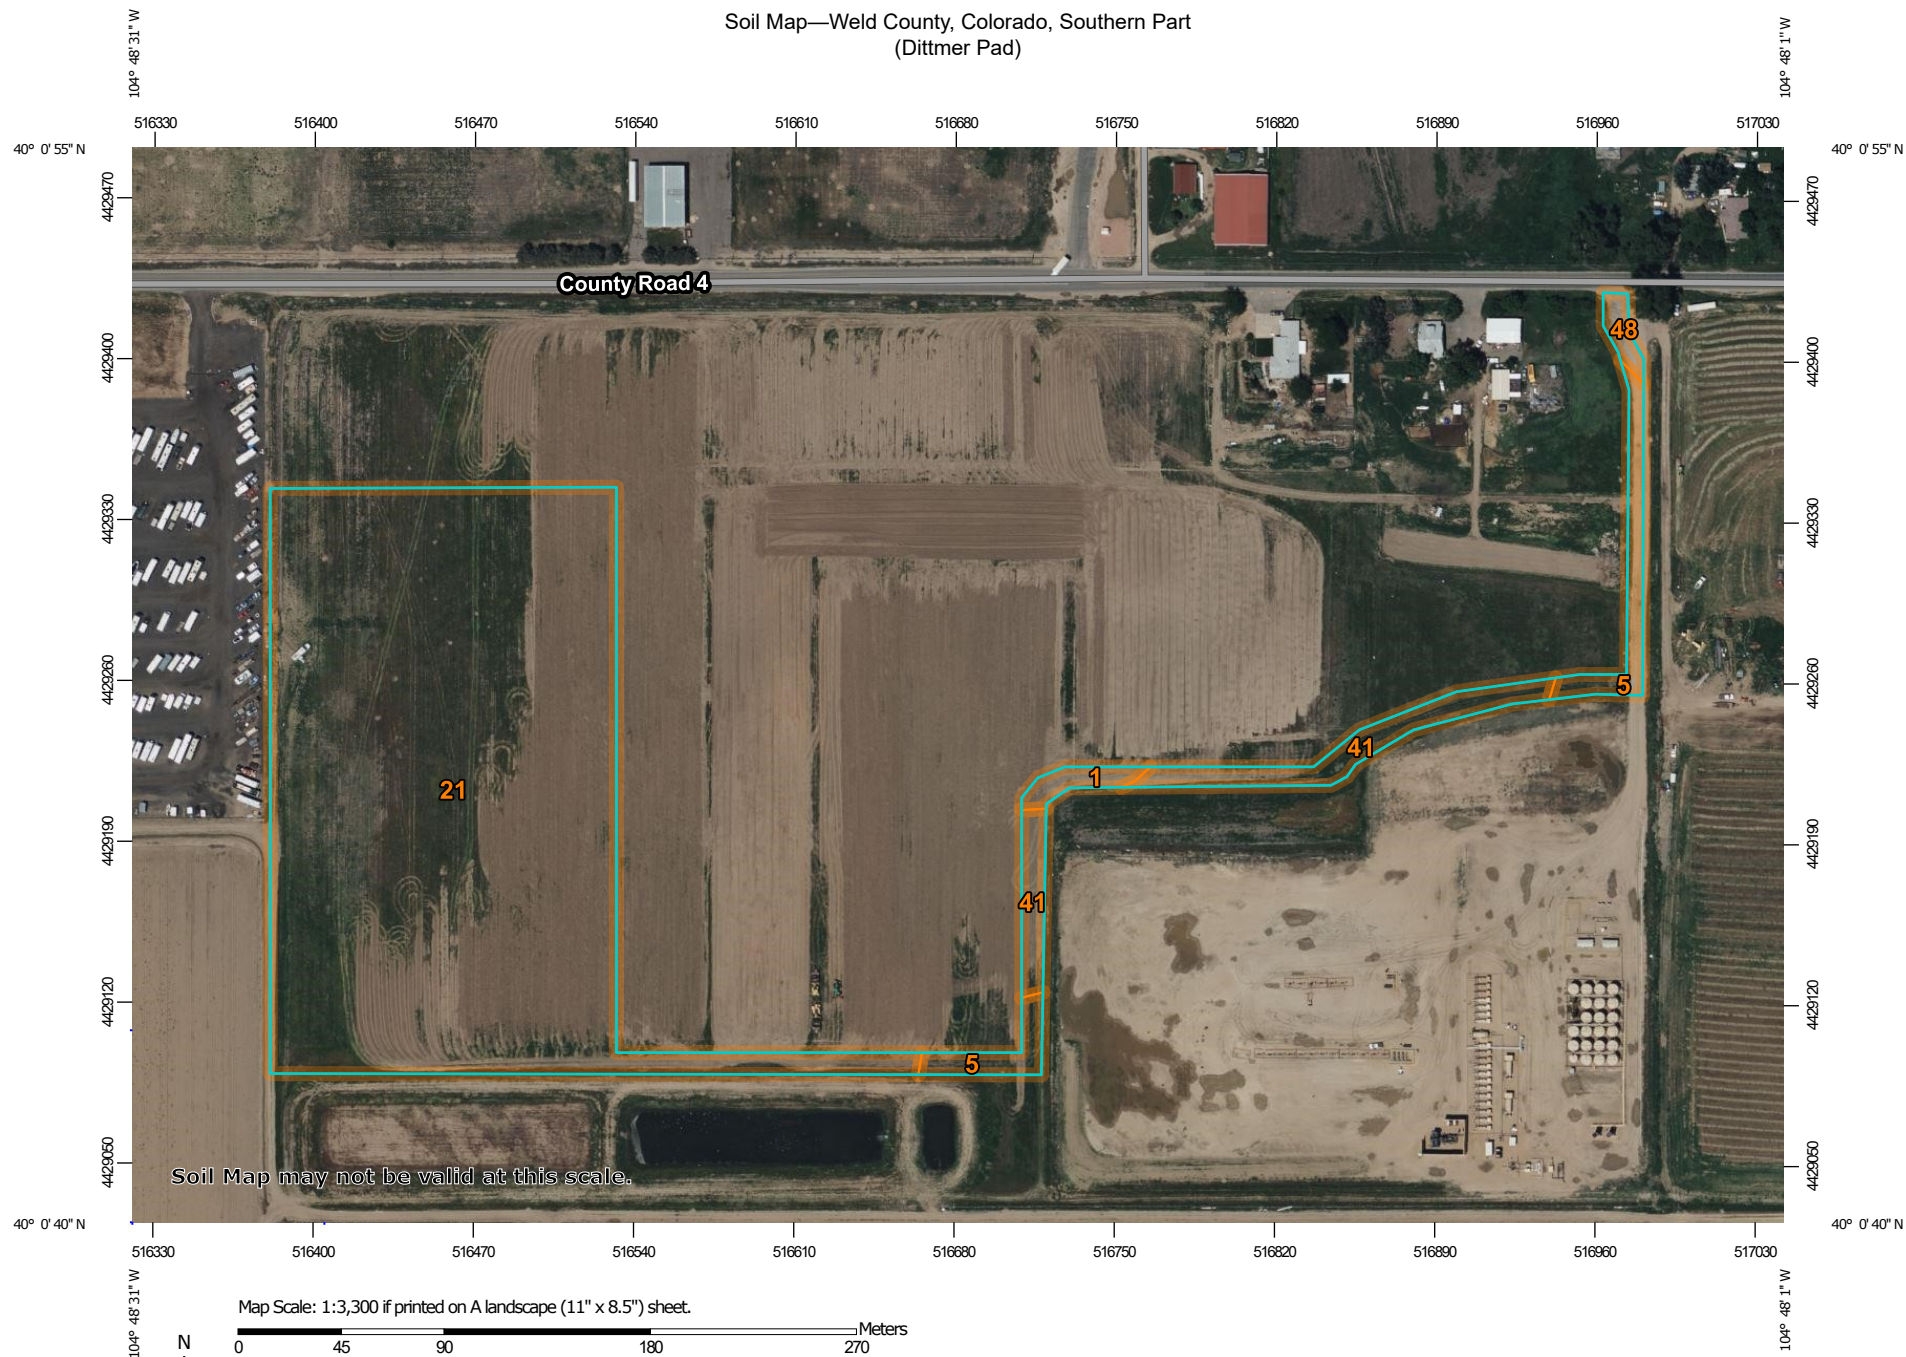 Soil Map—Weld County, Colorado, Southern Part
(Dittmer Pad)
104° 48' 31" W
104° 48' 1" W
516330 516400 516470 516540 516610 516680 516750 516820 516890 516960 517030
40° 0' 55" N
40° 0' 55" N
4429470
4429470
County Road 4
48
4429400
4429400
4429330
4429330
4429260
4429260
5
41
1
21
4429190
4429190
41
4429120
4429120
5
4429050
4429050
Soil Map may not be valid at this scale.
40° 0' 40" N
40° 0' 40" N
516330 516400 516470 516540 516610 516680 516750 516820 516890 516960 517030
104° 48' 31" W
104° 48' 1" W
Map Scale: 1:3,300 if printed on A landscape (11" x 8.5") sheet.
Meters
N
0 45 90 180 270